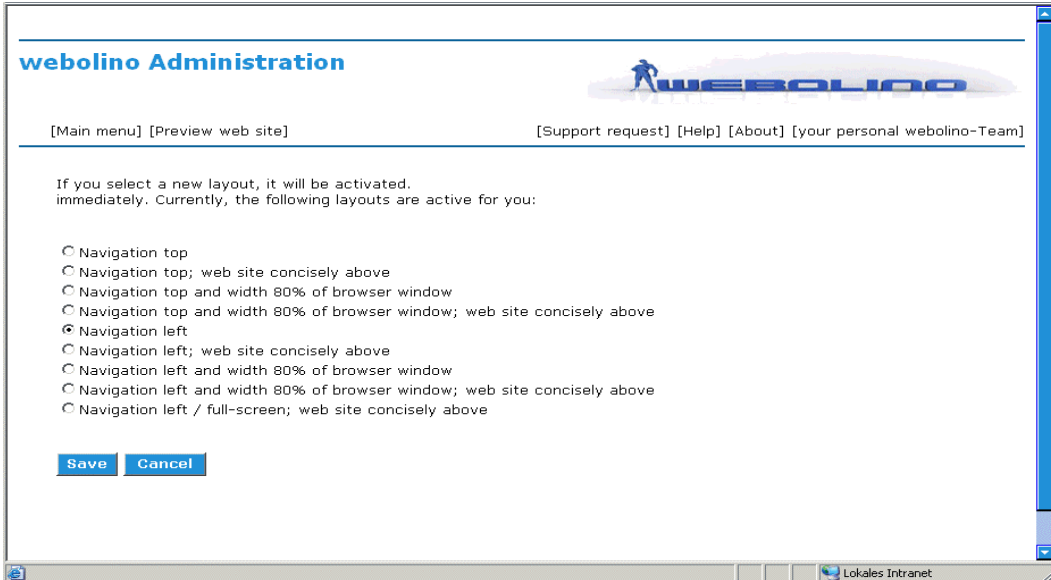 webolino Administration
WEBOLINO
[Main menu] [Preview web site]
[Support request] [Help] [About] [your personal webolino-Team]
If you select a new layout, it will be activated.
immediately. Currently, the following layouts are active for you:
Navigation top
Navigation top; web site concisely above
Navigation top and width 80% of browser window
Navigation top and width 80% of browser window; web site concisely above
Navigation left
Navigation left; web site concisely above
Navigation left and width 80% of browser window
Navigation left and width 80% of browser window; web site concisely above
Navigation left / full-screen; web site concisely above
Save Cancel
Lokales Intranet